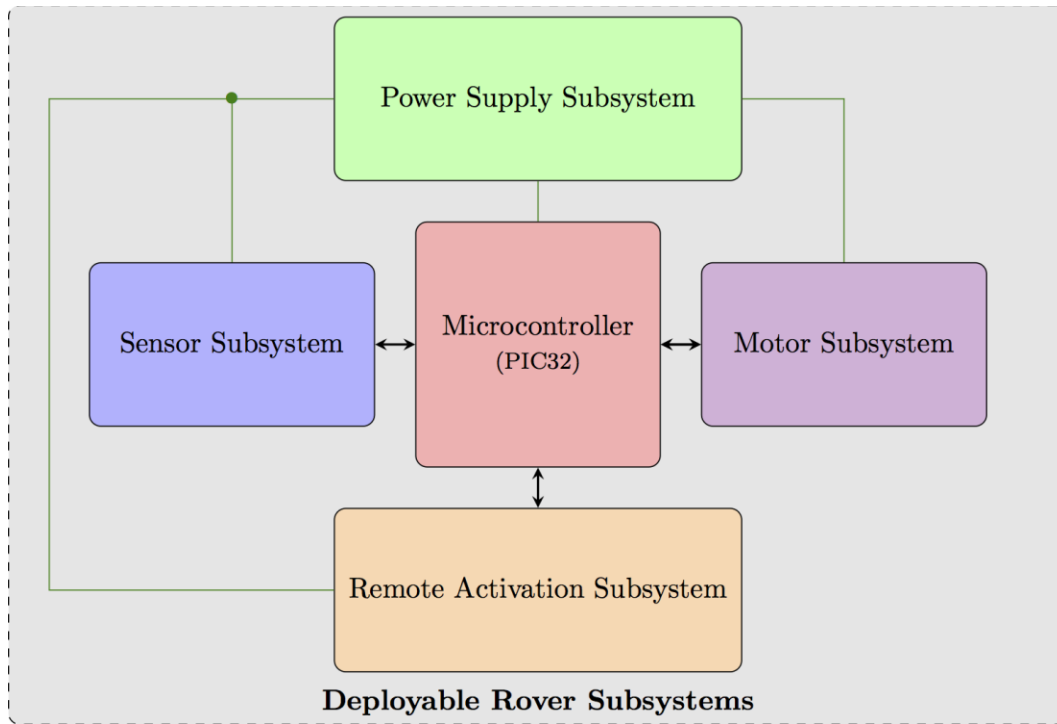 Power Supply Subsystem
Sensor Subsystem
Microcontroller
(PIC32)
Motor Subsystem
Remote Activation Subsystem
Deployable Rover Subsystems